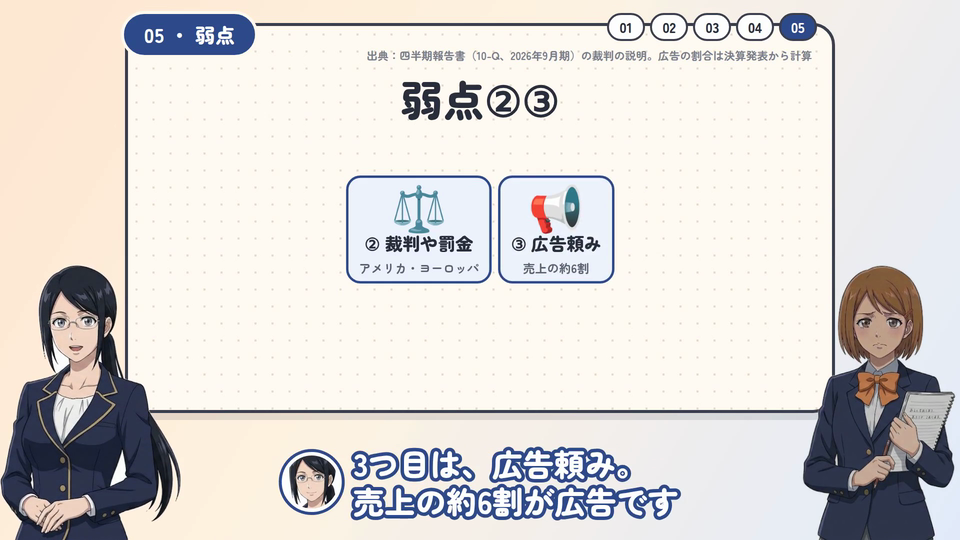 05 ・ 弱点
01 02 03 04 05
出典：四半期報告書（10-Q、2026年9月期）の裁判の説明。広告の割合は決算発表から計算
弱点②③
② 裁判や罰金
アメリカ・ヨーロッパ
③ 広告頼み
売上の約6割
3つ目は、広告頼み。
売上の約6割が広告です